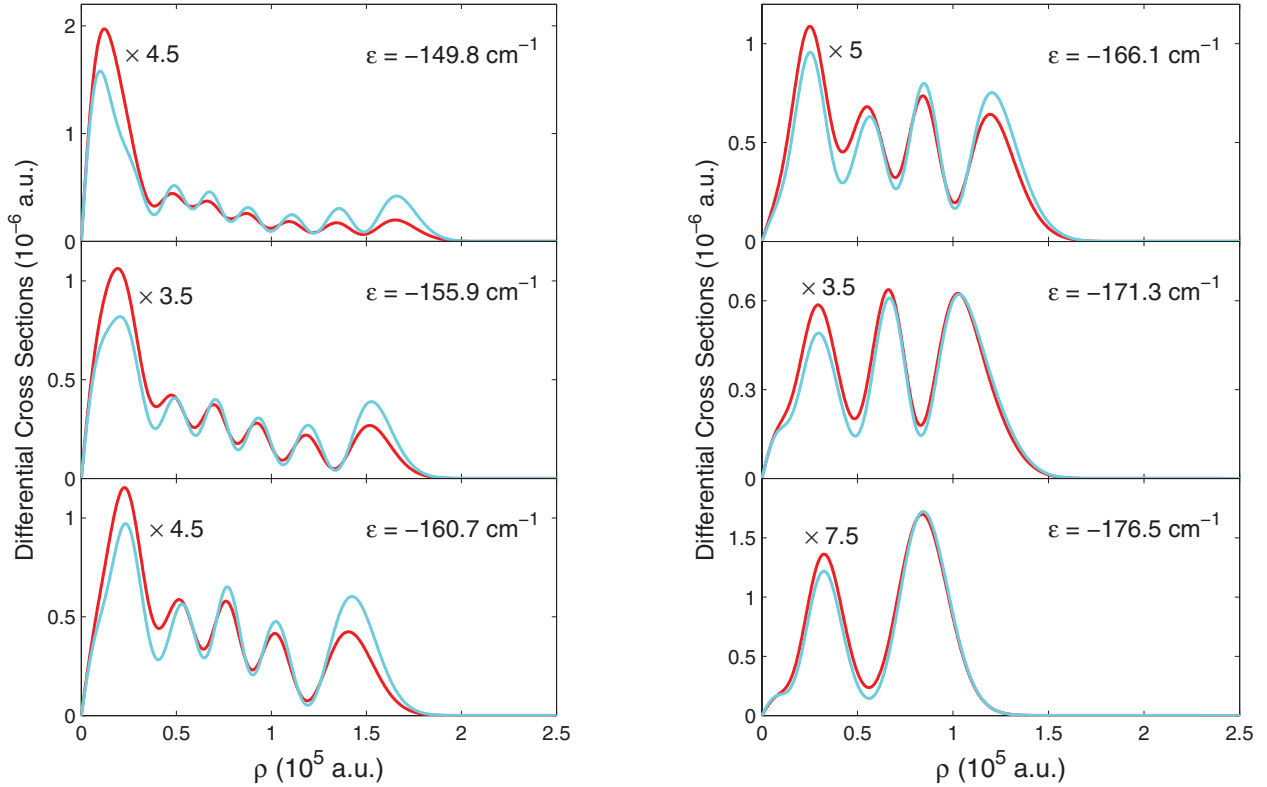 Differential Cross Sections (10⁻⁶ a.u.)
2
1
0
× 4.5
ε = −149.8 cm⁻¹
1
0.5
0
× 3.5
ε = −155.9 cm⁻¹
1
0.5
0
× 4.5
ε = −160.7 cm⁻¹
0 0.5 1 1.5 2 2.5
ρ (10⁵ a.u.)
Differential Cross Sections (10⁻⁶ a.u.)
1
0.5
0
× 5
ε = −166.1 cm⁻¹
0.6
0.3
0
× 3.5
ε = −171.3 cm⁻¹
1.5
1
0.5
0
× 7.5
ε = −176.5 cm⁻¹
0 0.5 1 1.5 2 2.5
ρ (10⁵ a.u.)